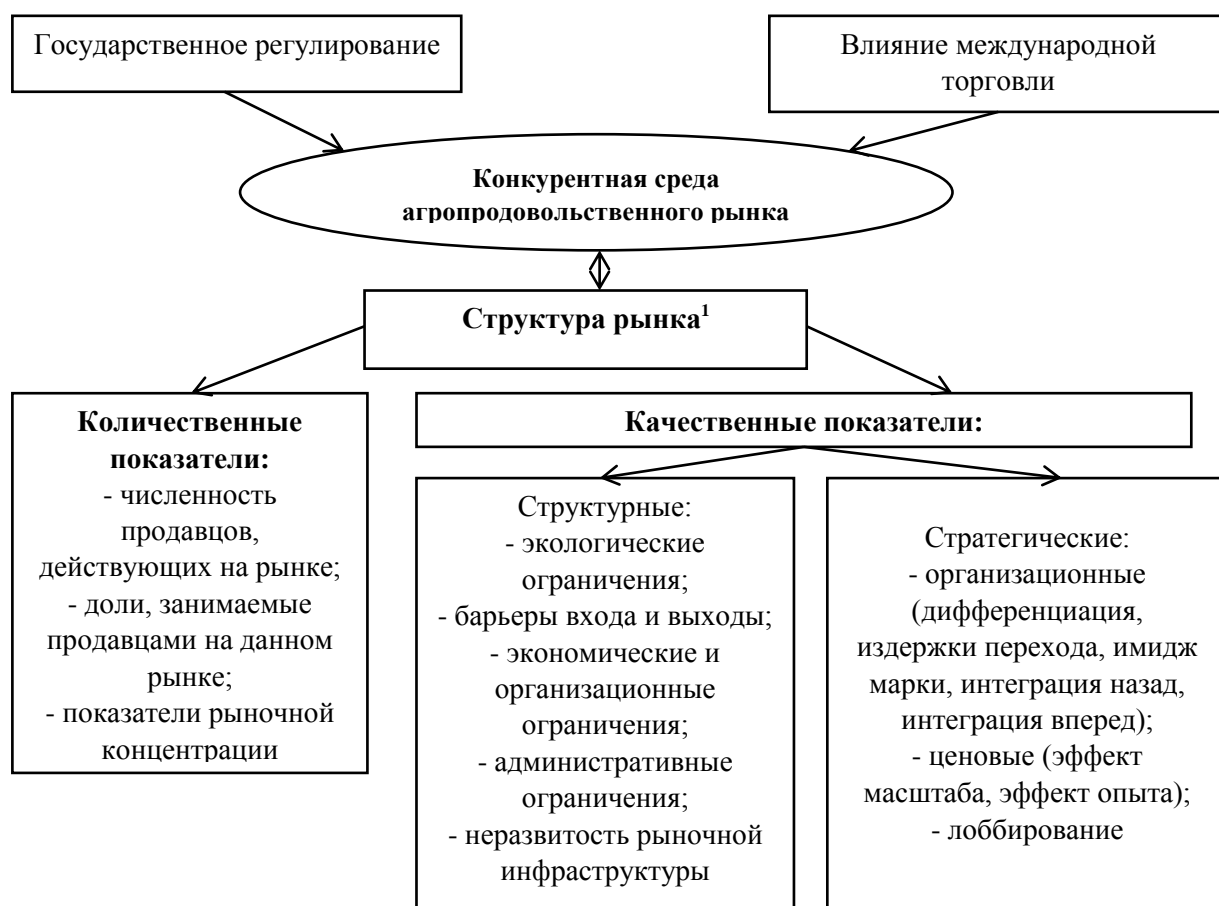 Государственное регулирование
Влияние международной
торговли
Конкурентная среда
агропродовольственного рынка
Структура рынка¹
Количественные
показатели:
- численность
продавцов,
действующих на рынке;
- доли, занимаемые
продавцами на данном
рынке;
- показатели рыночной
концентрации
Качественные показатели:
Структурные:
- экологические
ограничения;
- барьеры входа и выходы;
- экономические и
организационные
ограничения;
- административные
ограничения;
- неразвитость рыночной
инфраструктуры
Стратегические:
- организационные
(дифференциация,
издержки перехода, имидж
марки, интеграция назад,
интеграция вперед);
- ценовые (эффект
масштаба, эффект опыта);
- лоббирование